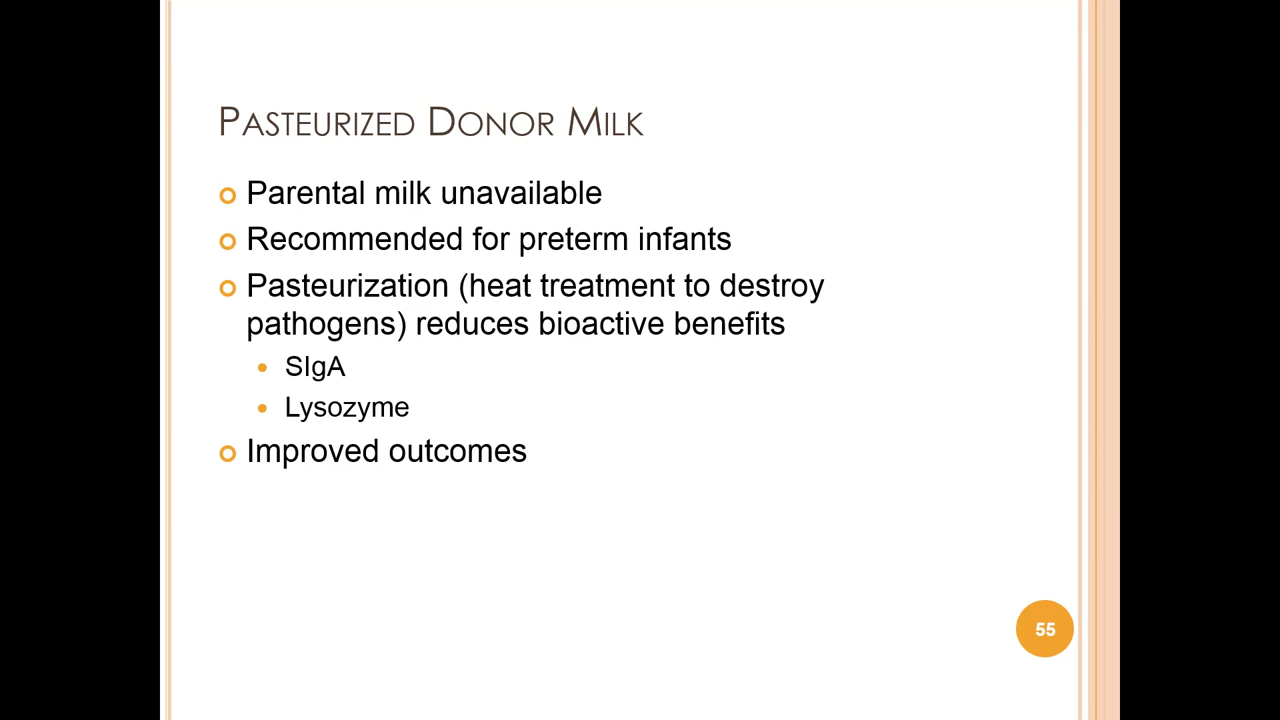 Pasteurized Donor Milk
Parental milk unavailable
Recommended for preterm infants
Pasteurization (heat treatment to destroy
pathogens) reduces bioactive benefits
SIgA
Lysozyme
Improved outcomes
55